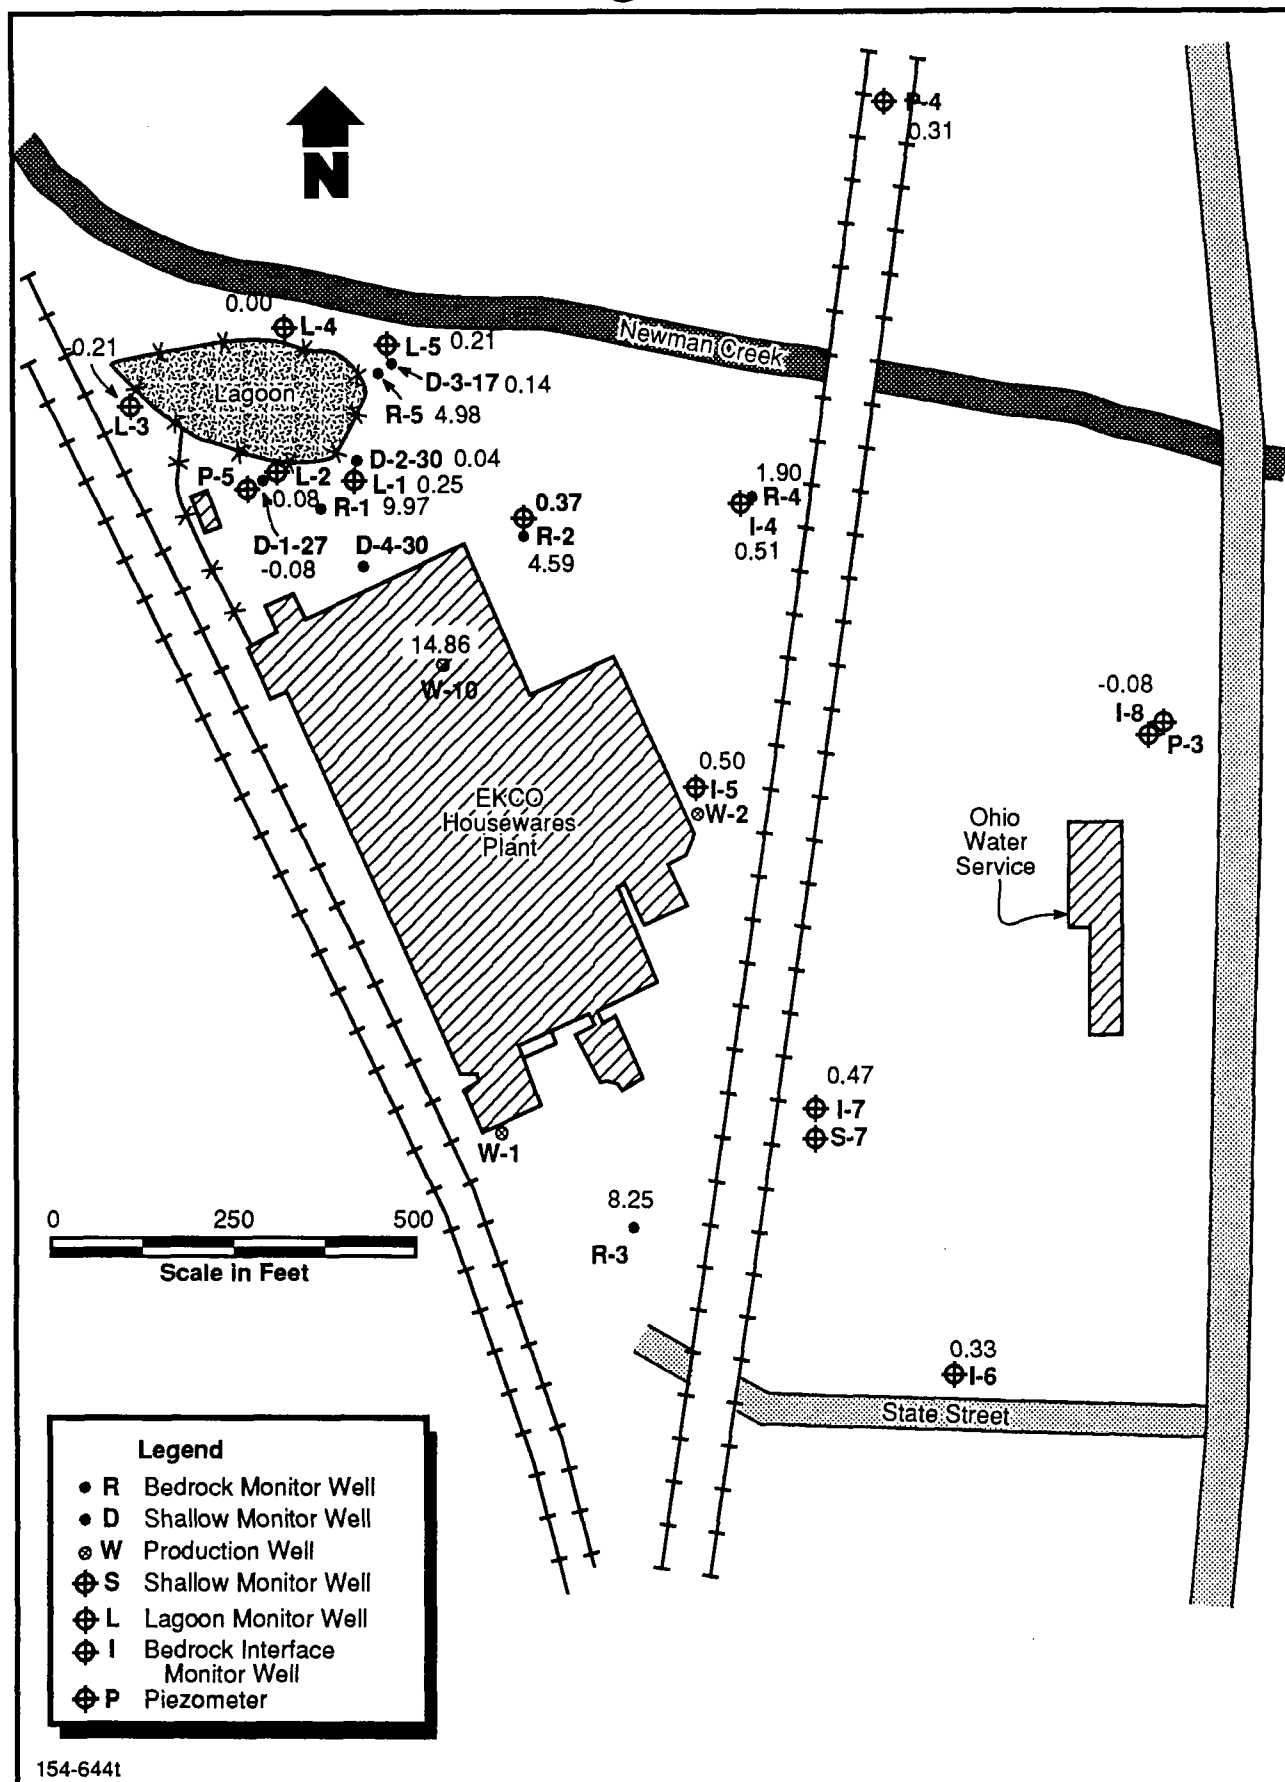 P-4
0.31
N
0.00
L-4
-0.21
L-5 0.21
Newman Creek
D-3-17 0.14
Lagoon
R-5 4.98
L-3
D-2-30 0.04
P-5
L-2
L-1 0.25
-0.08
R-1 9.97
1.90
R-4
0.37
I-4
R-2
D-1-27
D-4-30
0.51
-0.08
4.59
14.86
W-10
-0.08
I-8
P-3
0.50
I-5
W-2
EKCO
Housewares
Plant
Ohio
Water
Service
0.47
I-7
S-7
W-1
8.25
R-3
0 250 500
Scale in Feet
0.33
I-6
State Street
Legend
R Bedrock Monitor Well
D Shallow Monitor Well
W Production Well
S Shallow Monitor Well
L Lagoon Monitor Well
I Bedrock Interface
Monitor Well
P Piezometer
154-644t